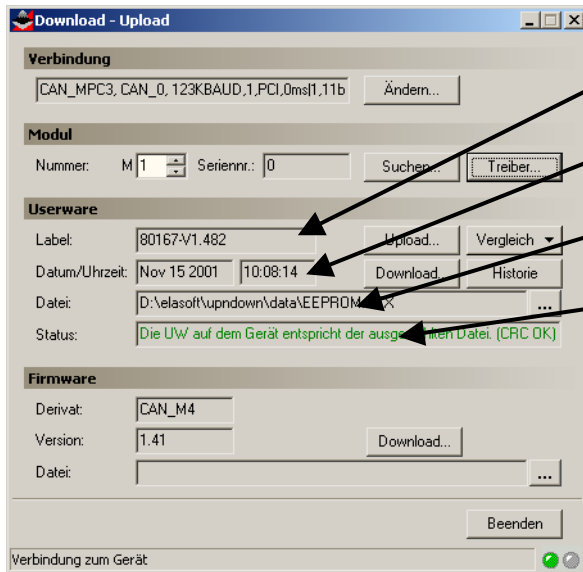 Download - Upload
Verbindung
CAN_MPC3, CAN_0, 123KBAUD,1,PCI,0ms|1,11b Ändern...
Modul
Nummer: M 1 Seriennr.: 0 Suchen... Treiber...
Userware
Label: 80167-V1.482 Upload... Vergleich
Datum/Uhrzeit: Nov 15 2001 10:08:14 Download... Historie
Datei: D:\elasoft\upndown\data\EEPROM ...
Status: Die UW auf dem Gerät entspricht der Datei. (CRC OK)
Firmware
Derivat: CAN_M4
Version: 1.41 Download...
Datei: ...
Beenden
Verbindung zum Gerät